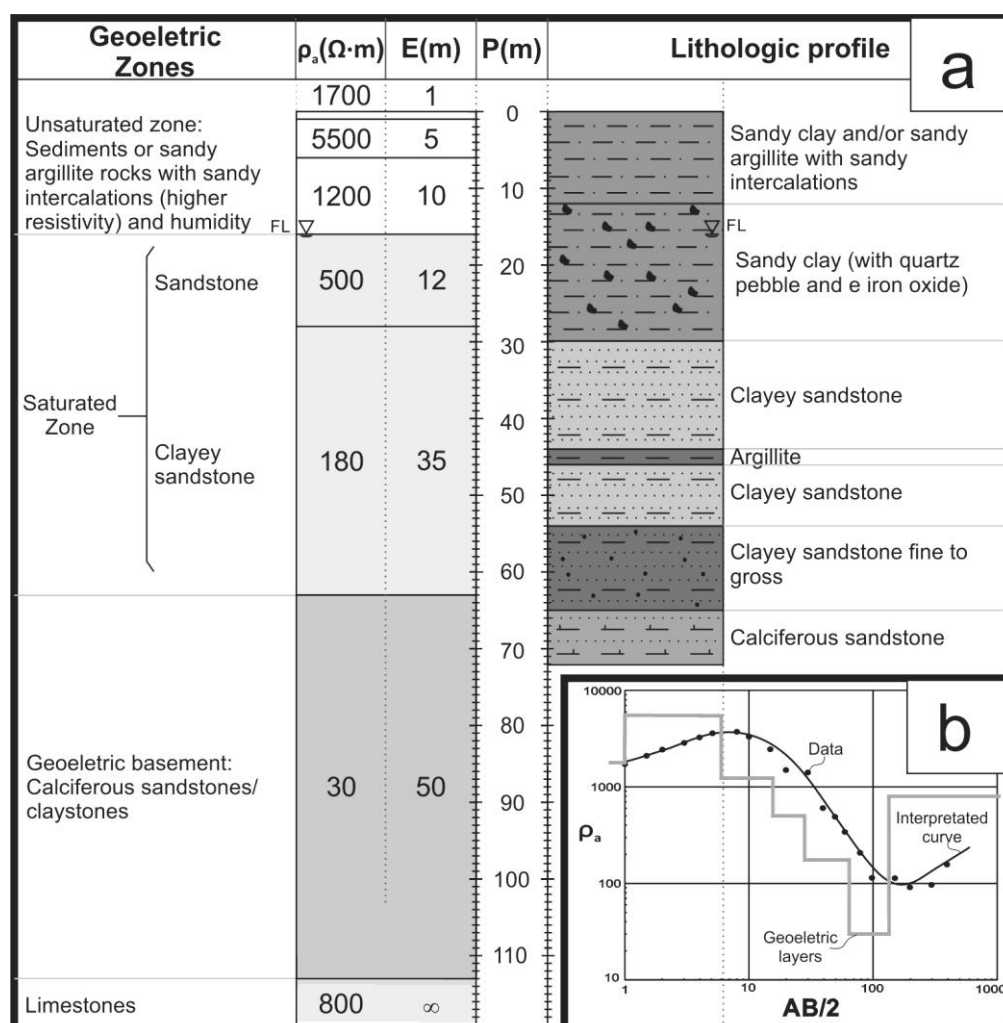 Geoeletric
Zones
ρa(Ω·m)
E(m)
P(m)
Lithologic profile
a
Unsaturated zone:
Sediments or sandy
argillite rocks with sandy
intercalations (higher
resistivity) and humidity
FL
1700
1
5500
5
1200
10
Saturated
Zone
Sandstone
500
12
Clayey
sandstone
180
35
Geoeletric basement:
Calciferous sandstones/
claystones
30
50
Limestones
800
∞
0
10
20
30
40
50
60
70
80
90
100
110
Sandy clay and/or sandy
argillite with sandy
intercalations
FL
Sandy clay (with quartz
pebble and e iron oxide)
Clayey sandstone
Argillite
Clayey sandstone
Clayey sandstone fine to
gross
Calciferous sandstone
b
10000
1000
100
10
ρa
Data
Interpretated
curve
Geoeletric
layers
1
10
100
1000
AB/2